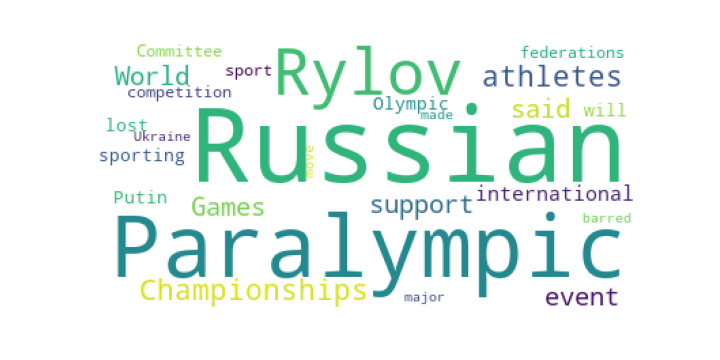 Committee
federations
sport
Rylov
World
athletes
competition
Olympic
said
will
made
lost
Russian
Ukraine
sporting
move
Putin
Games
support
international
Paralympic
barred
Championships
major
event